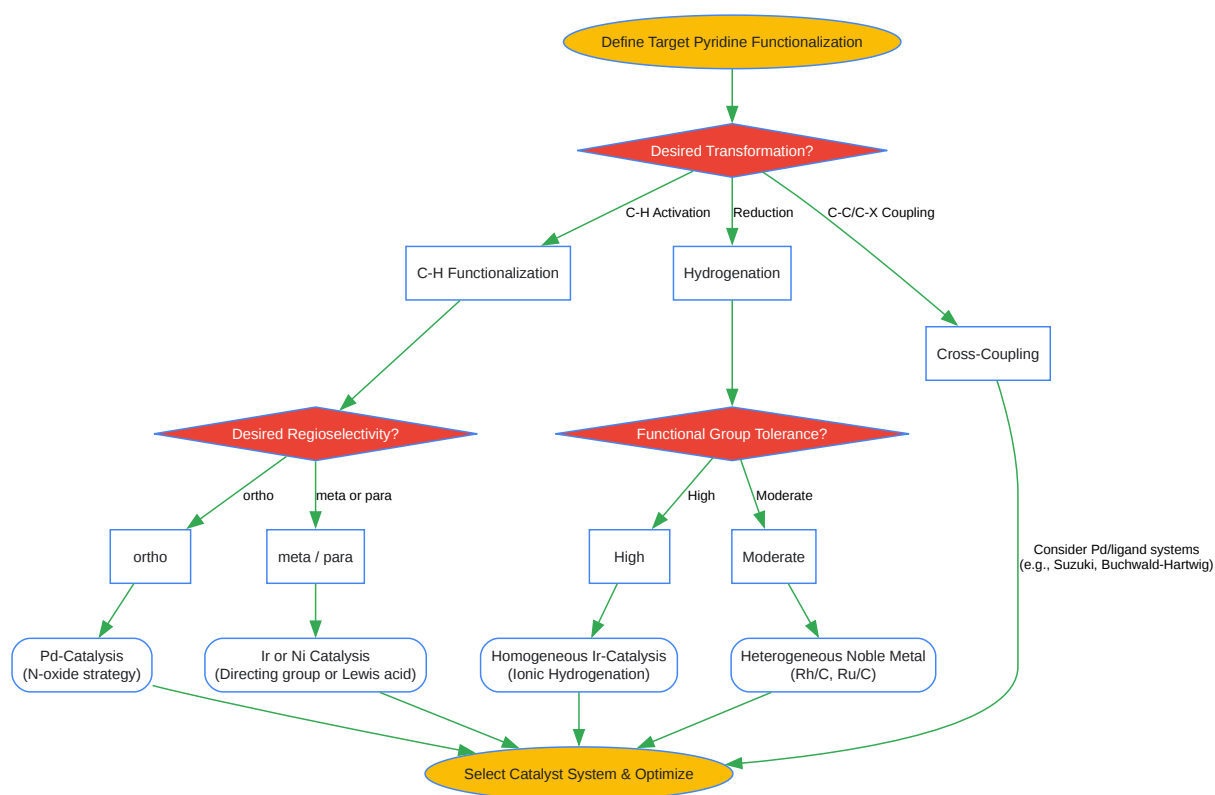 Define Target Pyridine Functionalization
Desired Transformation?
C-H Activation
Reduction
C-C/C-X Coupling
C-H Functionalization
Hydrogenation
Cross-Coupling
Desired Regioselectivity?
Functional Group Tolerance?
ortho
meta or para
High
Moderate
ortho
meta / para
High
Moderate
Consider Pd/ligand systems
(e.g., Suzuki, Buchwald-Hartwig)
Pd-Catalysis
(N-oxide strategy)
Ir or Ni Catalysis
(Directing group or Lewis acid)
Homogeneous Ir-Catalysis
(Ionic Hydrogenation)
Heterogeneous Noble Metal
(Rh/C, Ru/C)
Select Catalyst System & Optimize